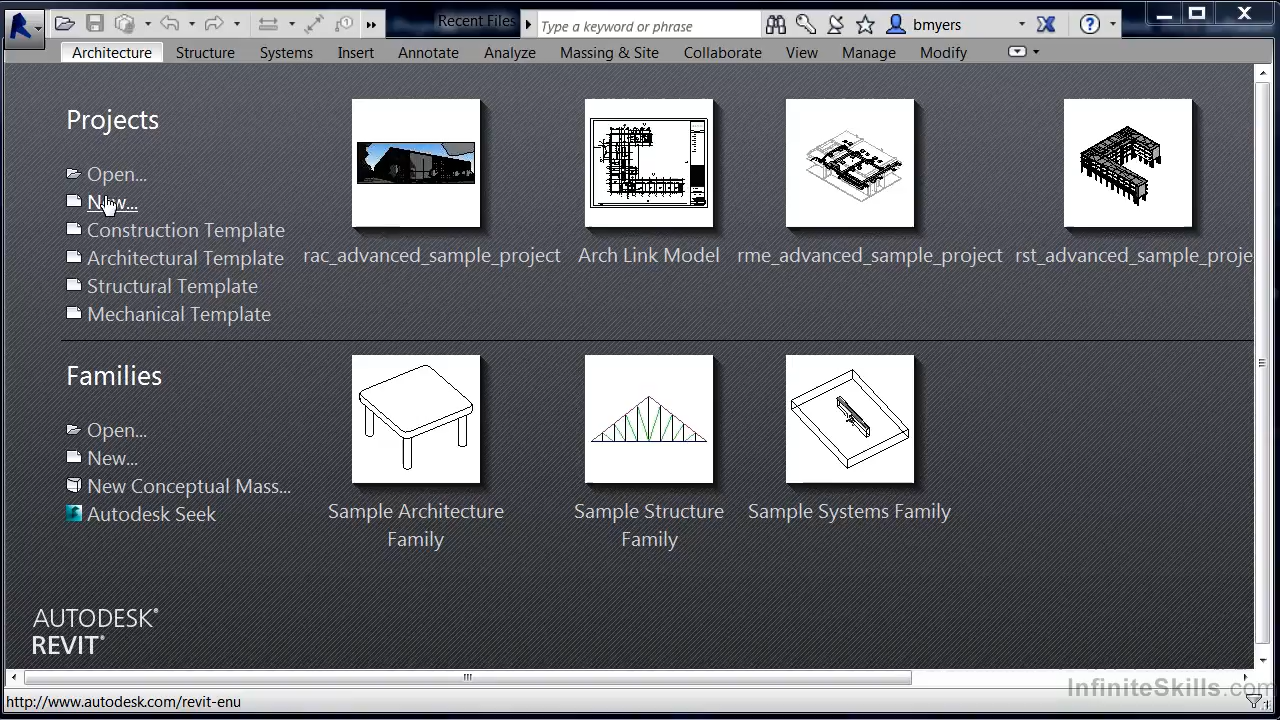 Recent Files
Type a keyword or phrase
bmyers
Architecture
Structure
Systems
Insert
Annotate
Analyze
Massing & Site
Collaborate
View
Manage
Modify
Projects
Open...
New...
Construction Template
Architectural Template
Structural Template
Mechanical Template
rac_advanced_sample_project
Arch Link Model
rme_advanced_sample_project
rst_advanced_sample_proje
Families
Open...
New...
New Conceptual Mass...
Autodesk Seek
Sample Architecture
Family
Sample Structure
Family
Sample Systems Family
AUTODESK®
REVIT®
http://www.autodesk.com/revit-enu
InfiniteSkills.com